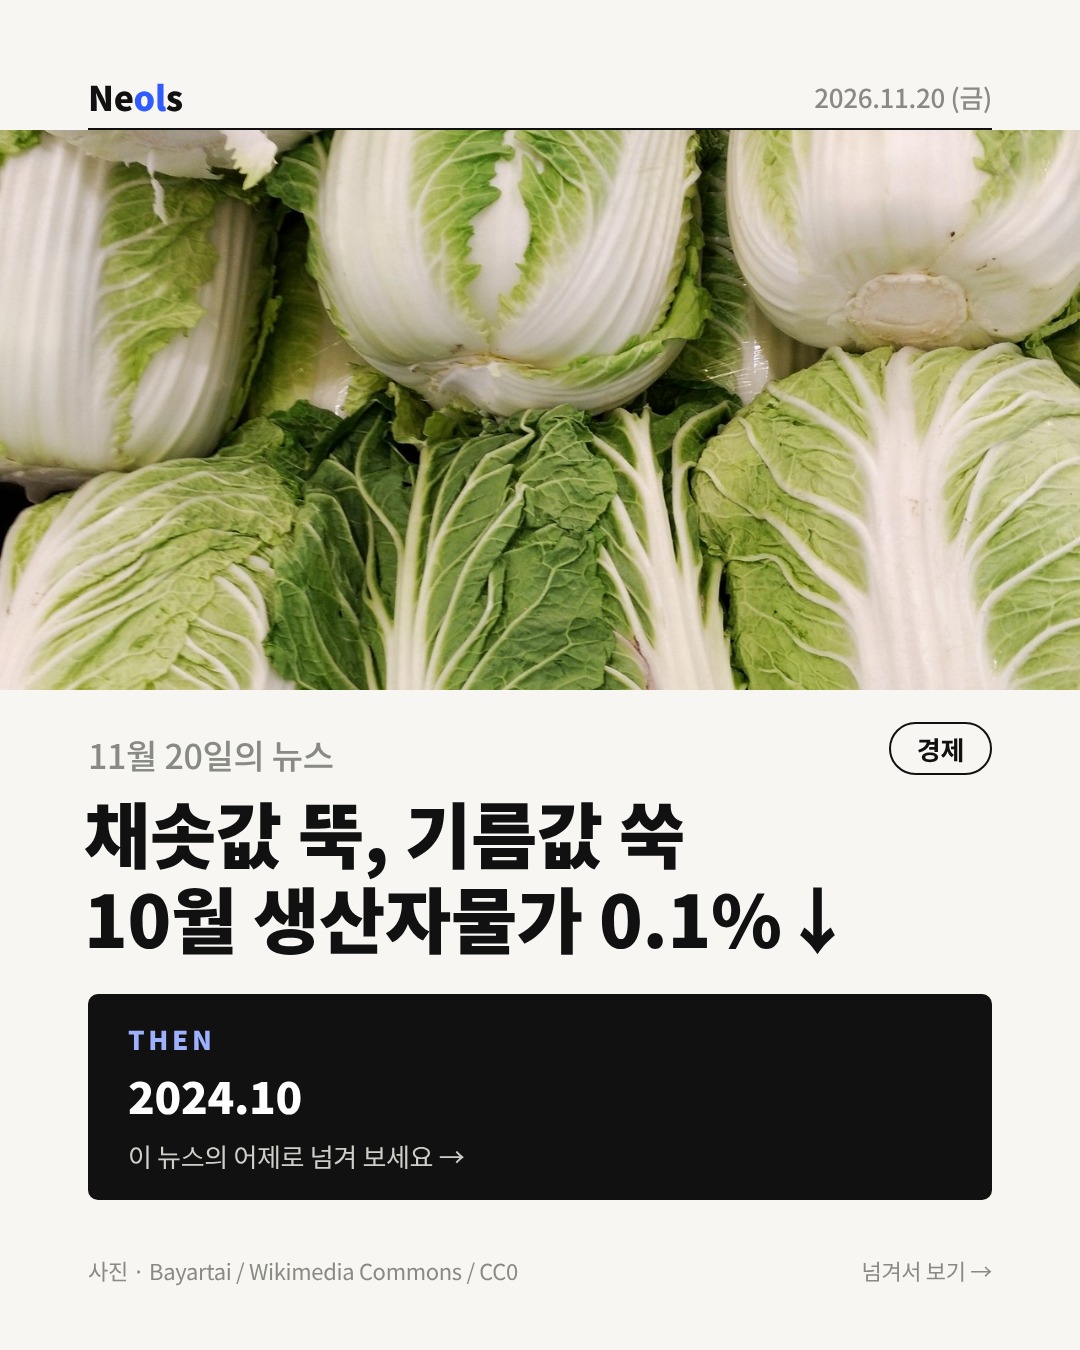 Neols
2026.11.20 (금)
11월 20일의 뉴스
경제
채솟값 뚝, 기름값 쑥
10월 생산자물가 0.1%↓
THEN
2024.10
이 뉴스의 어제로 넘겨 보세요 →
사진 · Bayartai / Wikimedia Commons / CC0
넘겨서 보기 →